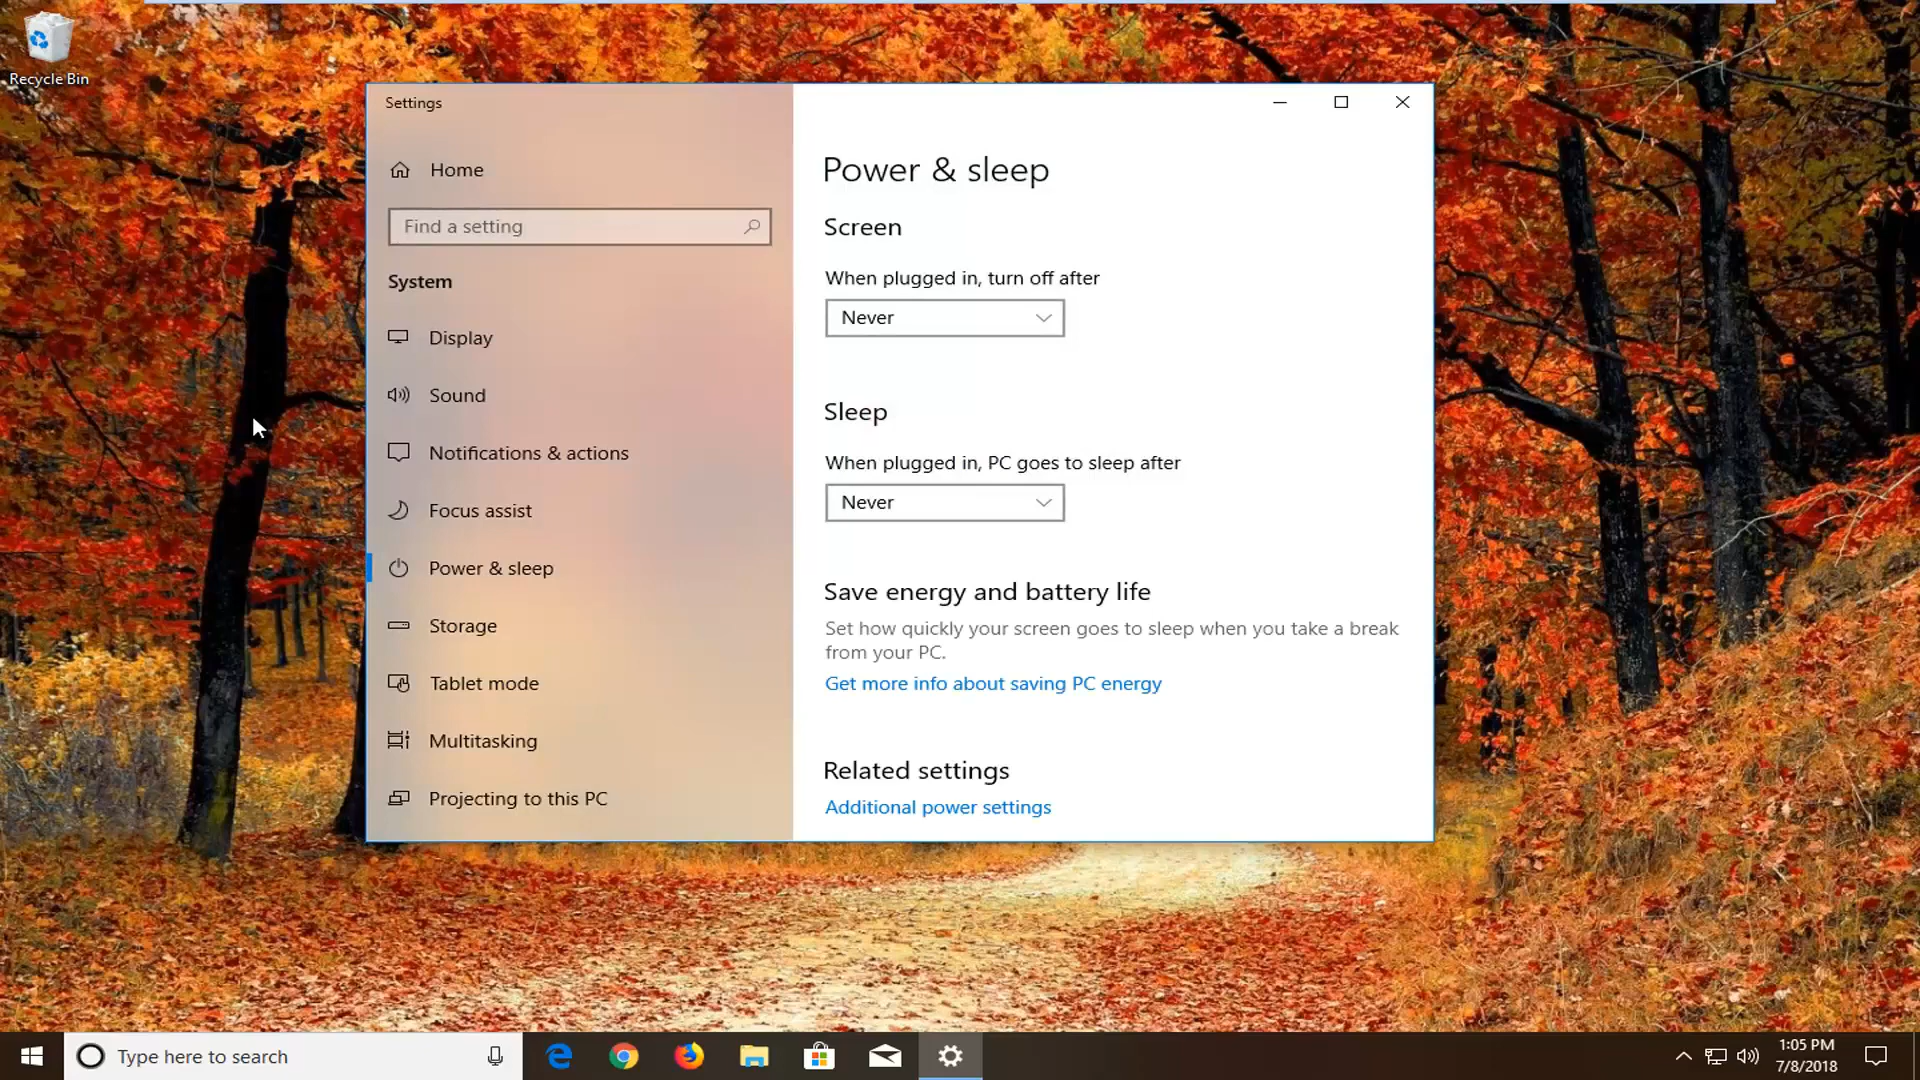 Recycle Bin
Settings
Home
Find a setting
System
Display
Sound
Notifications & actions
Focus assist
Power & sleep
Storage
Tablet mode
Multitasking
Projecting to this PC
Power & sleep
Screen
When plugged in, turn off after
Never
Sleep
When plugged in, PC goes to sleep after
Never
Save energy and battery life
Set how quickly your screen goes to sleep when you take a break
from your PC.
Get more info about saving PC energy
Related settings
Additional power settings
Type here to search
1:05 PM
7/8/2018